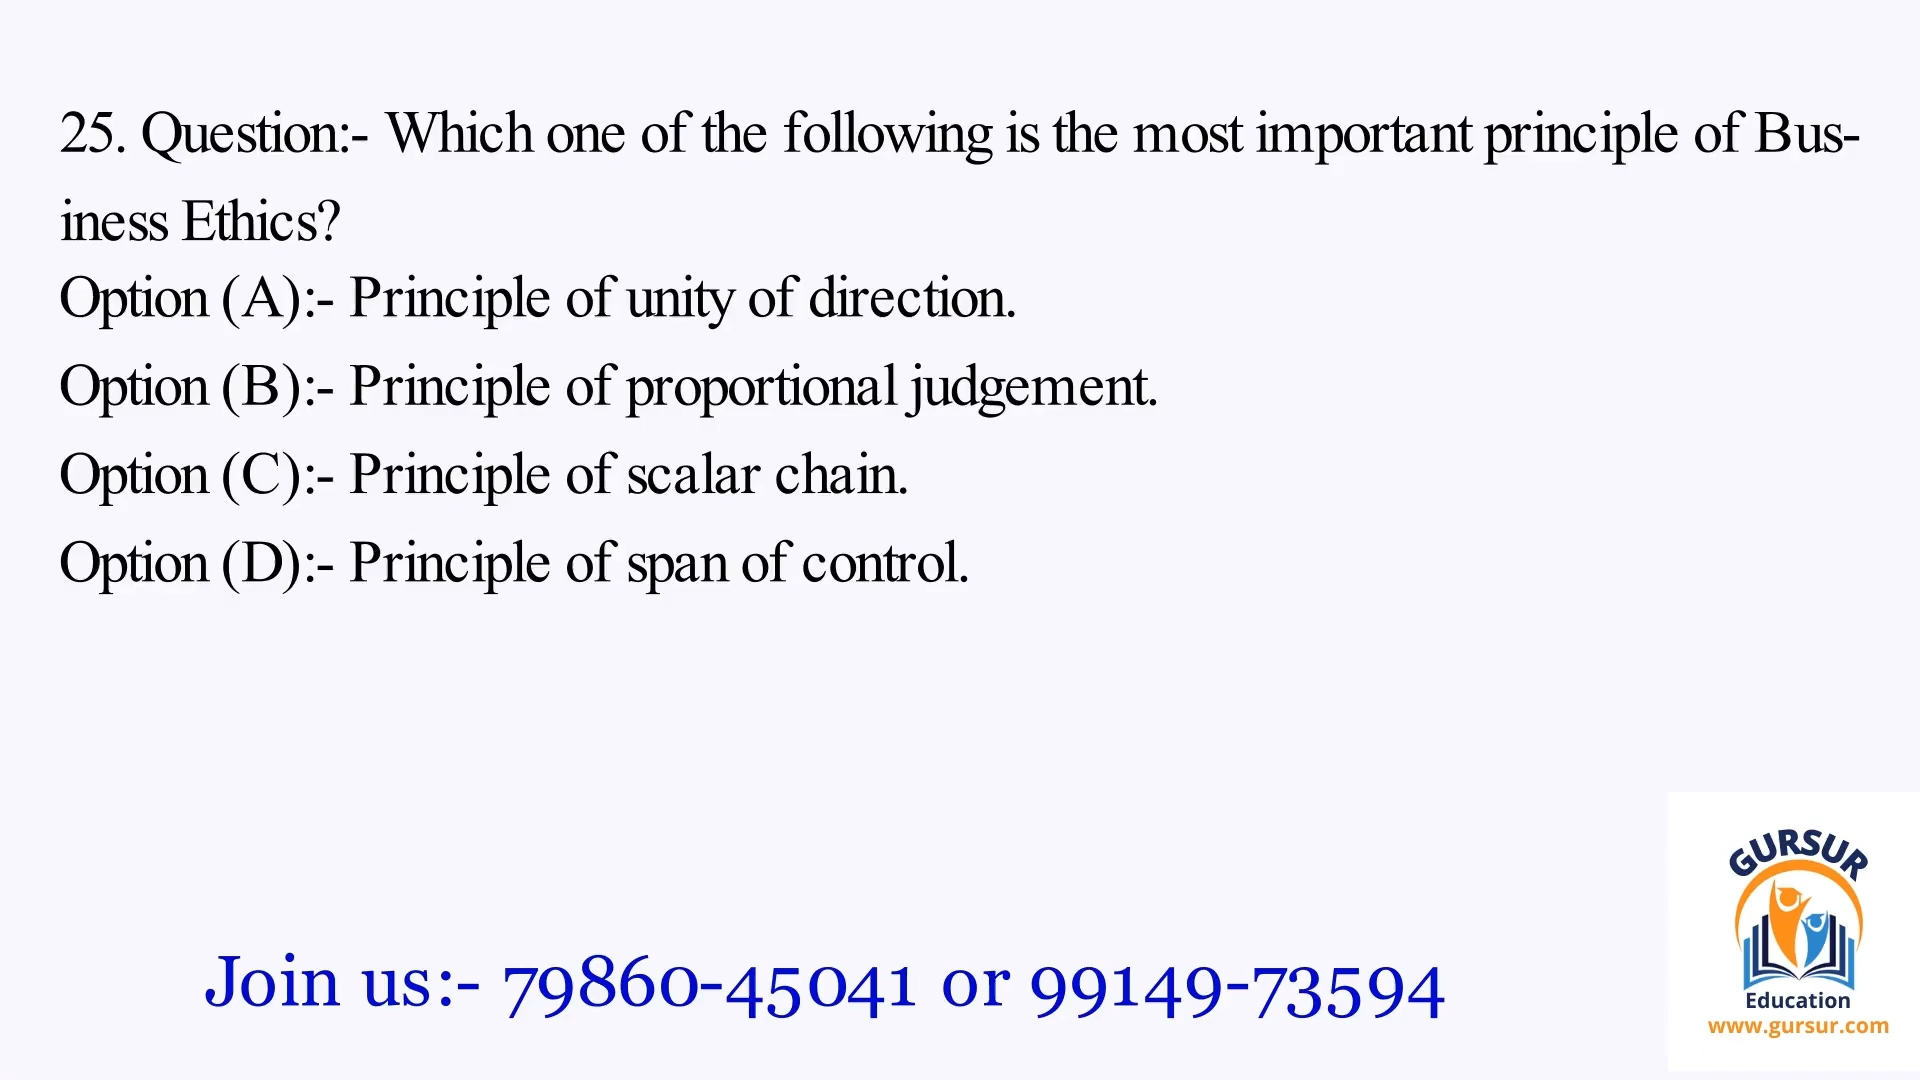 25. Question:- Which one of the following is the most important principle of Bus-
iness Ethics?
Option (A):- Principle of unity of direction.
Option (B):- Principle of proportional judgement.
Option (C):- Principle of scalar chain.
Option (D):- Principle of span of control.
Join us:- 79860-45041 or 99149-73594
GURSUR
Education
www.gursur.com